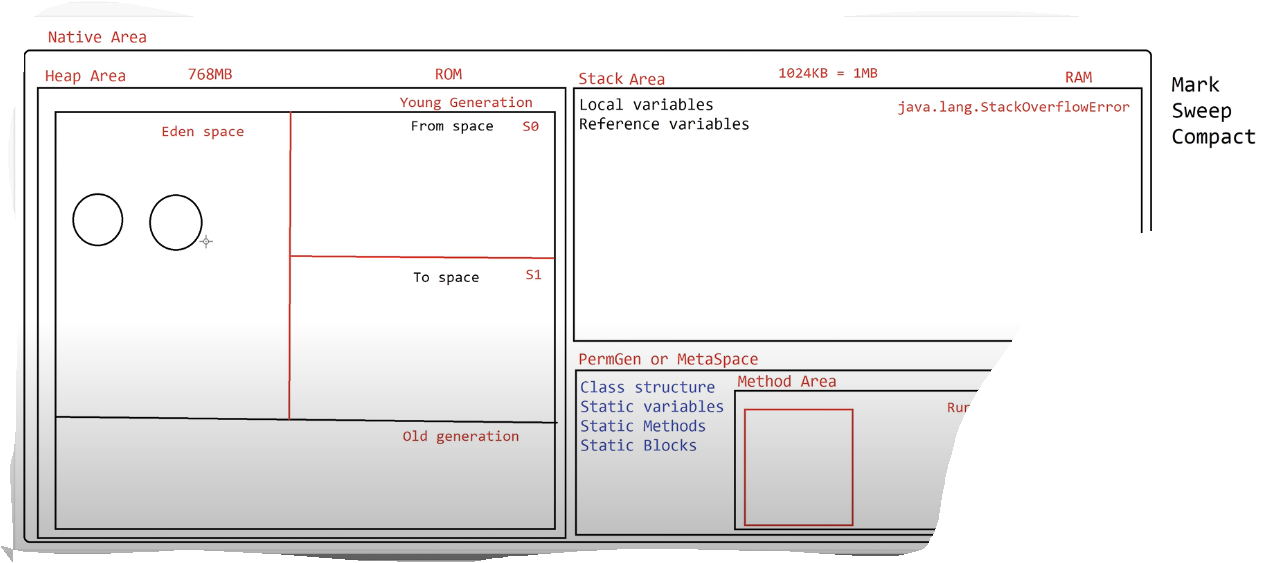 Native Area
Heap Area 768MB ROM
Stack Area 1024KB = 1MB RAM
Young Generation
Eden space
From space S0
To space S1
Old generation
Local variables java.lang.StackOverflowError
Reference variables
PermGen or MetaSpace
Class structure
Static variables
Static Methods
Static Blocks
Method Area
Mark
Sweep
Compact